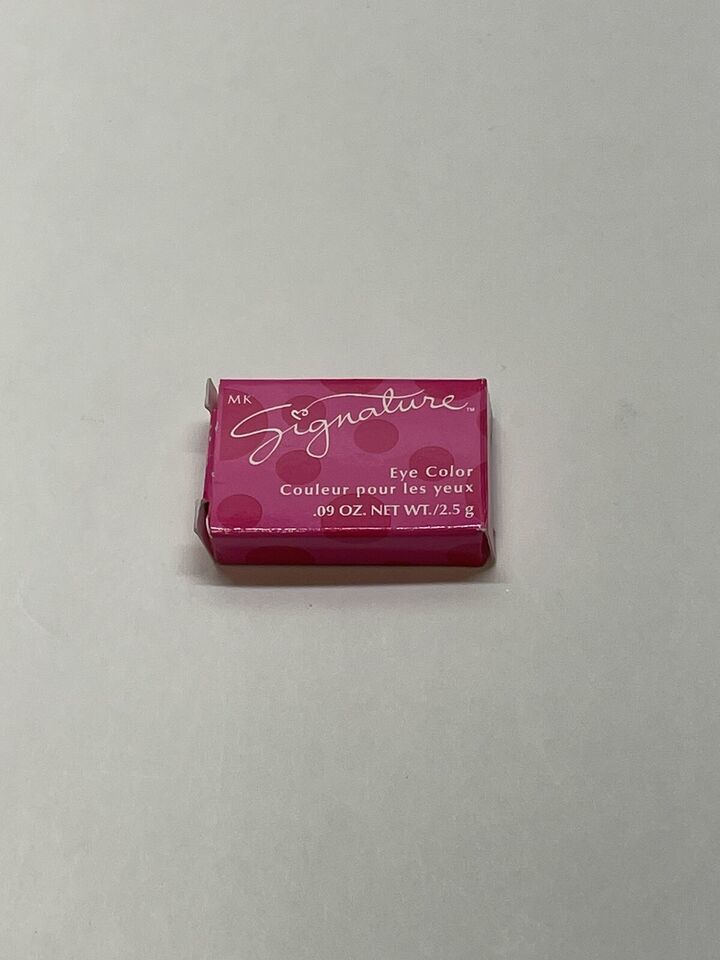 MK
Signature™
Eye Color
Couleur pour les yeux
.09 OZ. NET WT./2.5 g